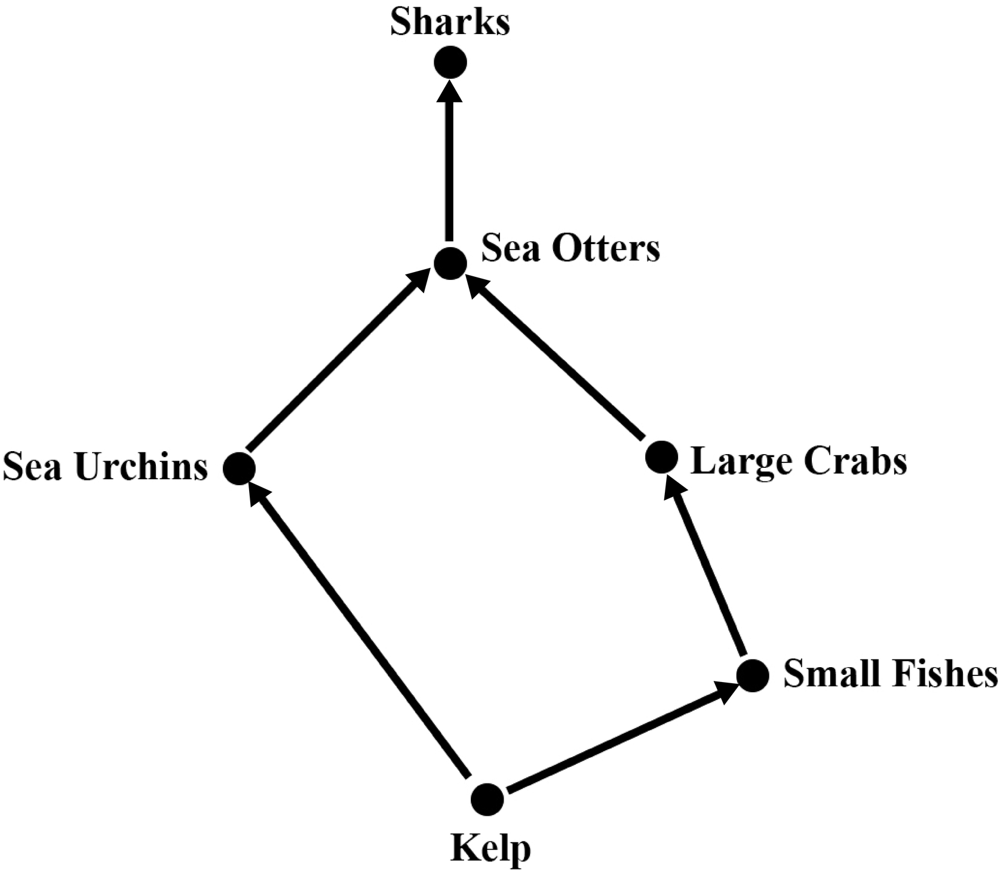 Sharks
Sea Otters
Sea Urchins
Large Crabs
Small Fishes
Kelp